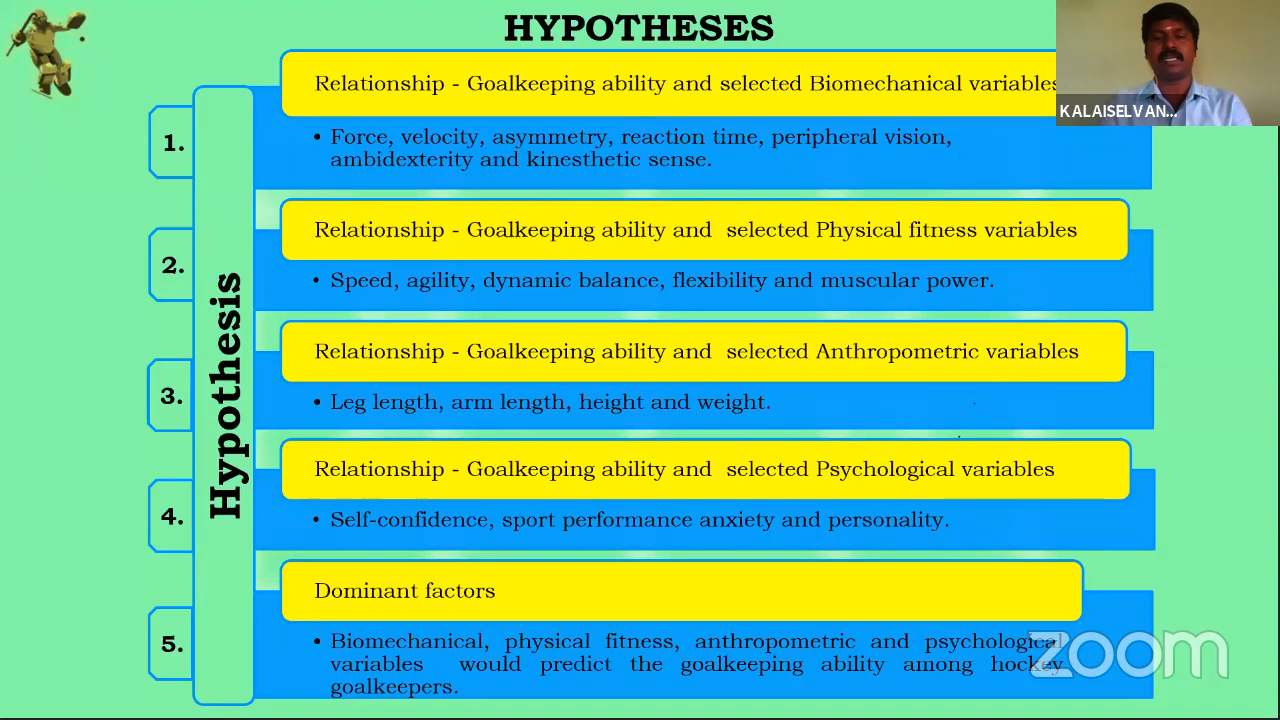 HYPOTHESES
KALAISELVAN...
Hypothesis
1.
Relationship - Goalkeeping ability and selected Biomechanical variables
• Force, velocity, asymmetry, reaction time, peripheral vision,
ambidexterity and kinesthetic sense.
2.
Relationship - Goalkeeping ability and selected Physical fitness variables
• Speed, agility, dynamic balance, flexibility and muscular power.
3.
Relationship - Goalkeeping ability and selected Anthropometric variables
• Leg length, arm length, height and weight.
4.
Relationship - Goalkeeping ability and selected Psychological variables
• Self-confidence, sport performance anxiety and personality.
5.
Dominant factors
• Biomechanical, physical fitness, anthropometric and psychological
variables would predict the goalkeeping ability among hockey
goalkeepers.
zoom